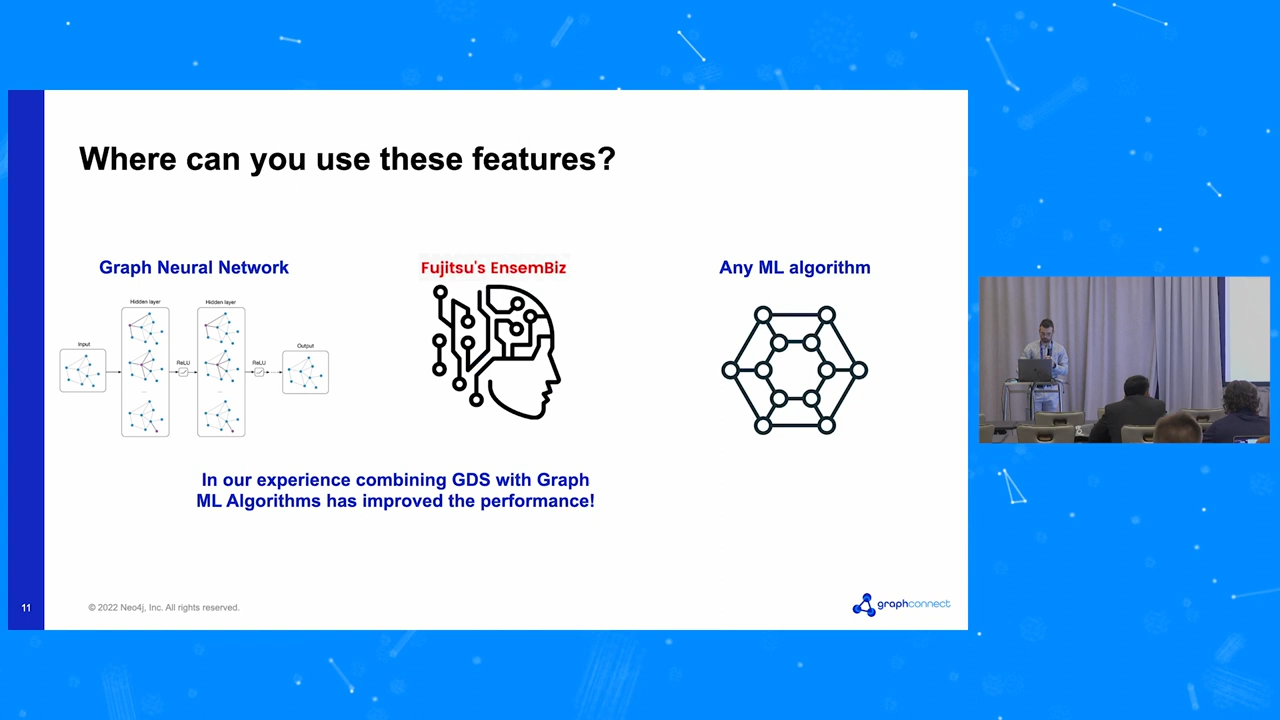 Where can you use these features?
Graph Neural Network
Fujitsu's EnsemBiz
Any ML algorithm
Hidden layer
Hidden layer
Input
ReLU
ReLU
Output
In our experience combining GDS with Graph
ML Algorithms has improved the performance!
11
© 2022 Neo4j, Inc. All rights reserved.
graphconnect